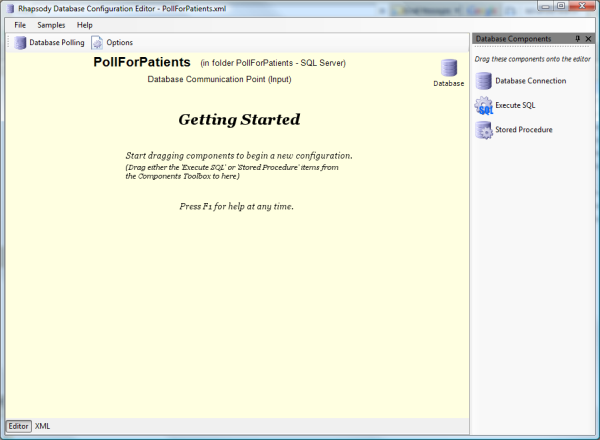 Rhapsody Database Configuration Editor - PollForPatients.xml
File Samples Help
Database Polling Options
PollForPatients (in folder PollForPatients - SQL Server)
Database Communication Point (Input)
Database
Getting Started
Start dragging components to begin a new configuration.
(Drag either the 'Execute SQL' or 'Stored Procedure' items from
the Components Toolbox to here)
Press F1 for help at any time.
Database Components
Drag these components onto the editor
Database Connection
SQL
Execute SQL
Stored Procedure
Editor XML